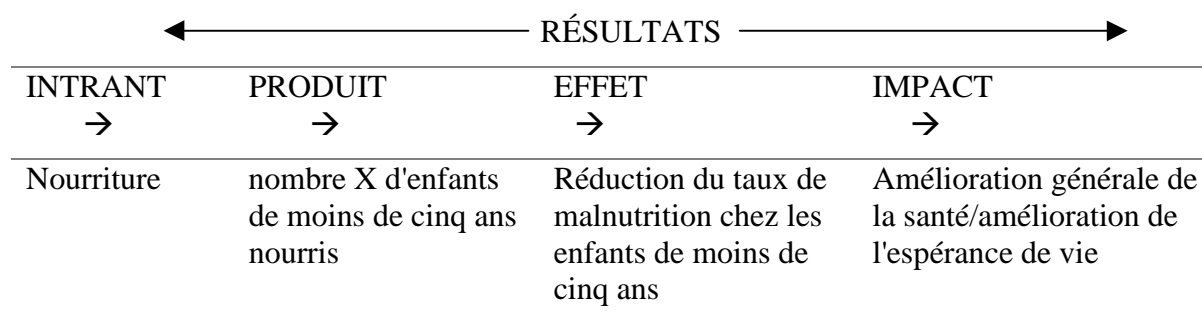 RÉSULTATS
INTRANT PRODUIT EFFET IMPACT
→ → → →
Nourriture nombre X d'enfants Réduction du taux de Amélioration générale de
de moins de cinq ans malnutrition chez les la santé/amélioration de
nourris enfants de moins de l'espérance de vie
cinq ans